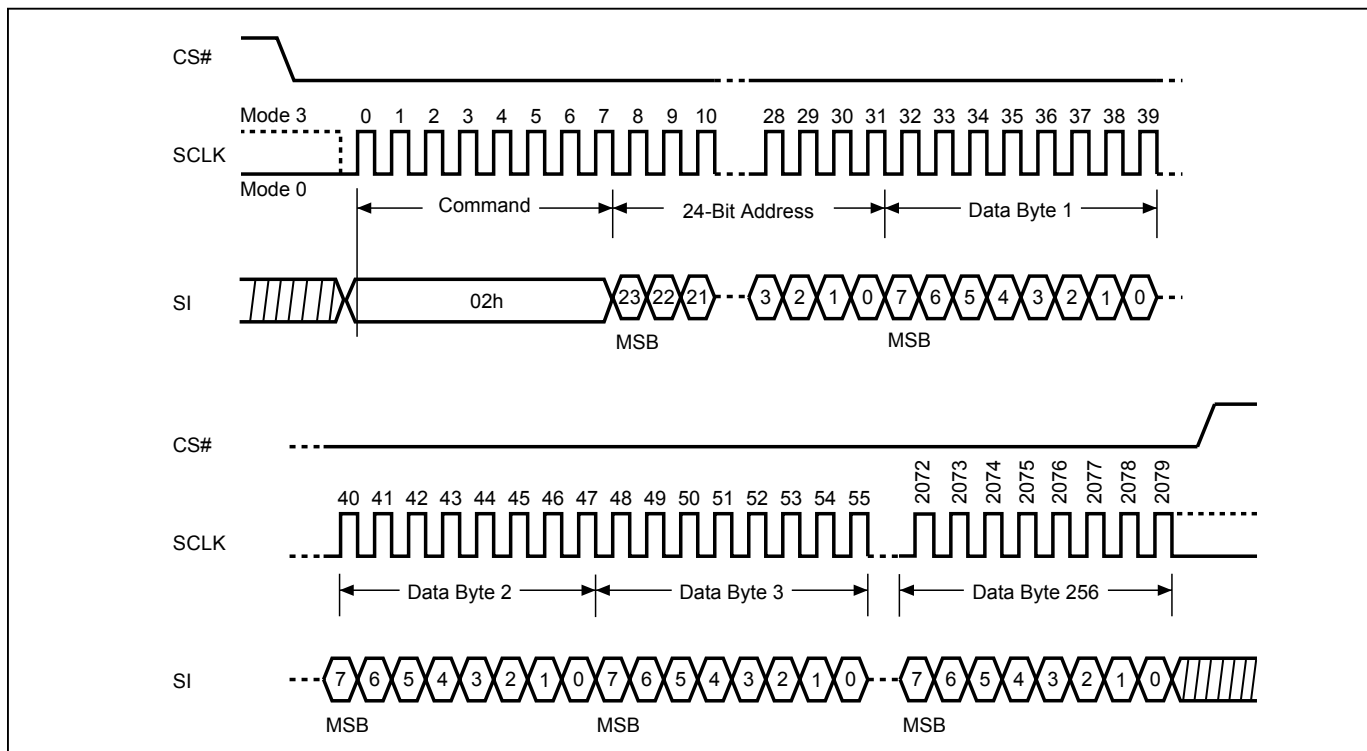 CS#
Mode 3
0 1 2 3 4 5 6 7 8 9 10 28 29 30 31 32 33 34 35 36 37 38 39
SCLK
Mode 0
Command 24-Bit Address Data Byte 1
SI 02h 23 22 21 3 2 1 0 7 6 5 4 3 2 1 0
MSB MSB
CS#
40 41 42 43 44 45 46 47 48 49 50 51 52 53 54 55 2072 2073 2074 2075 2076 2077 2078 2079
SCLK
Data Byte 2 Data Byte 3 Data Byte 256
SI 7 6 5 4 3 2 1 0 7 6 5 4 3 2 1 0 7 6 5 4 3 2 1 0
MSB MSB MSB